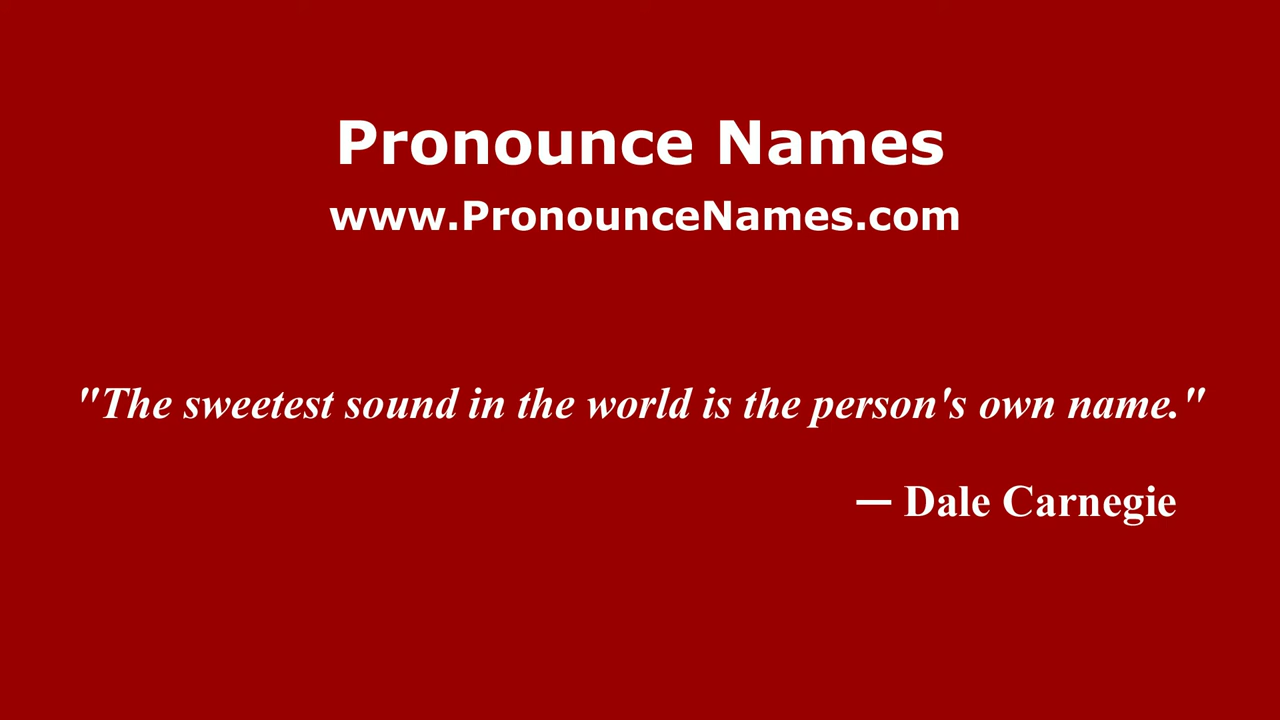 Pronounce Names
www.PronounceNames.com
"The sweetest sound in the world is the person's own name."
— Dale Carnegie